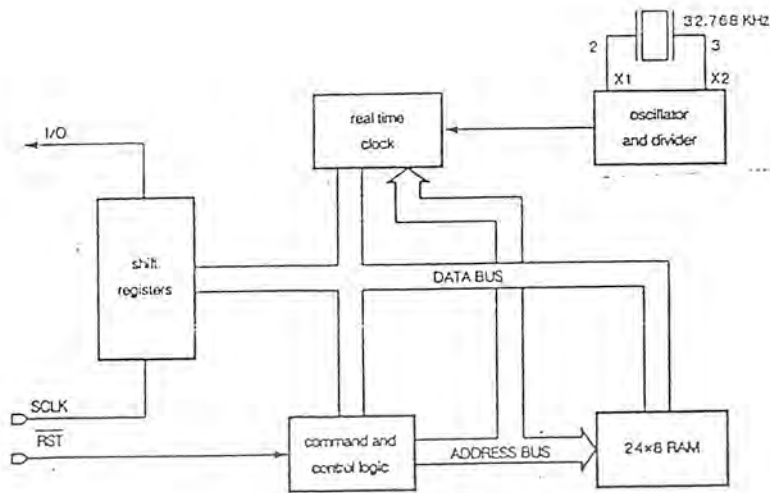 32.768 KHz
2
3
X1
X2
oscillator
and divider
real time
clock
I/O
shift
registers
DATA BUS
SCLK
RST
command and
control logic
ADDRESS BUS
24×8 RAM